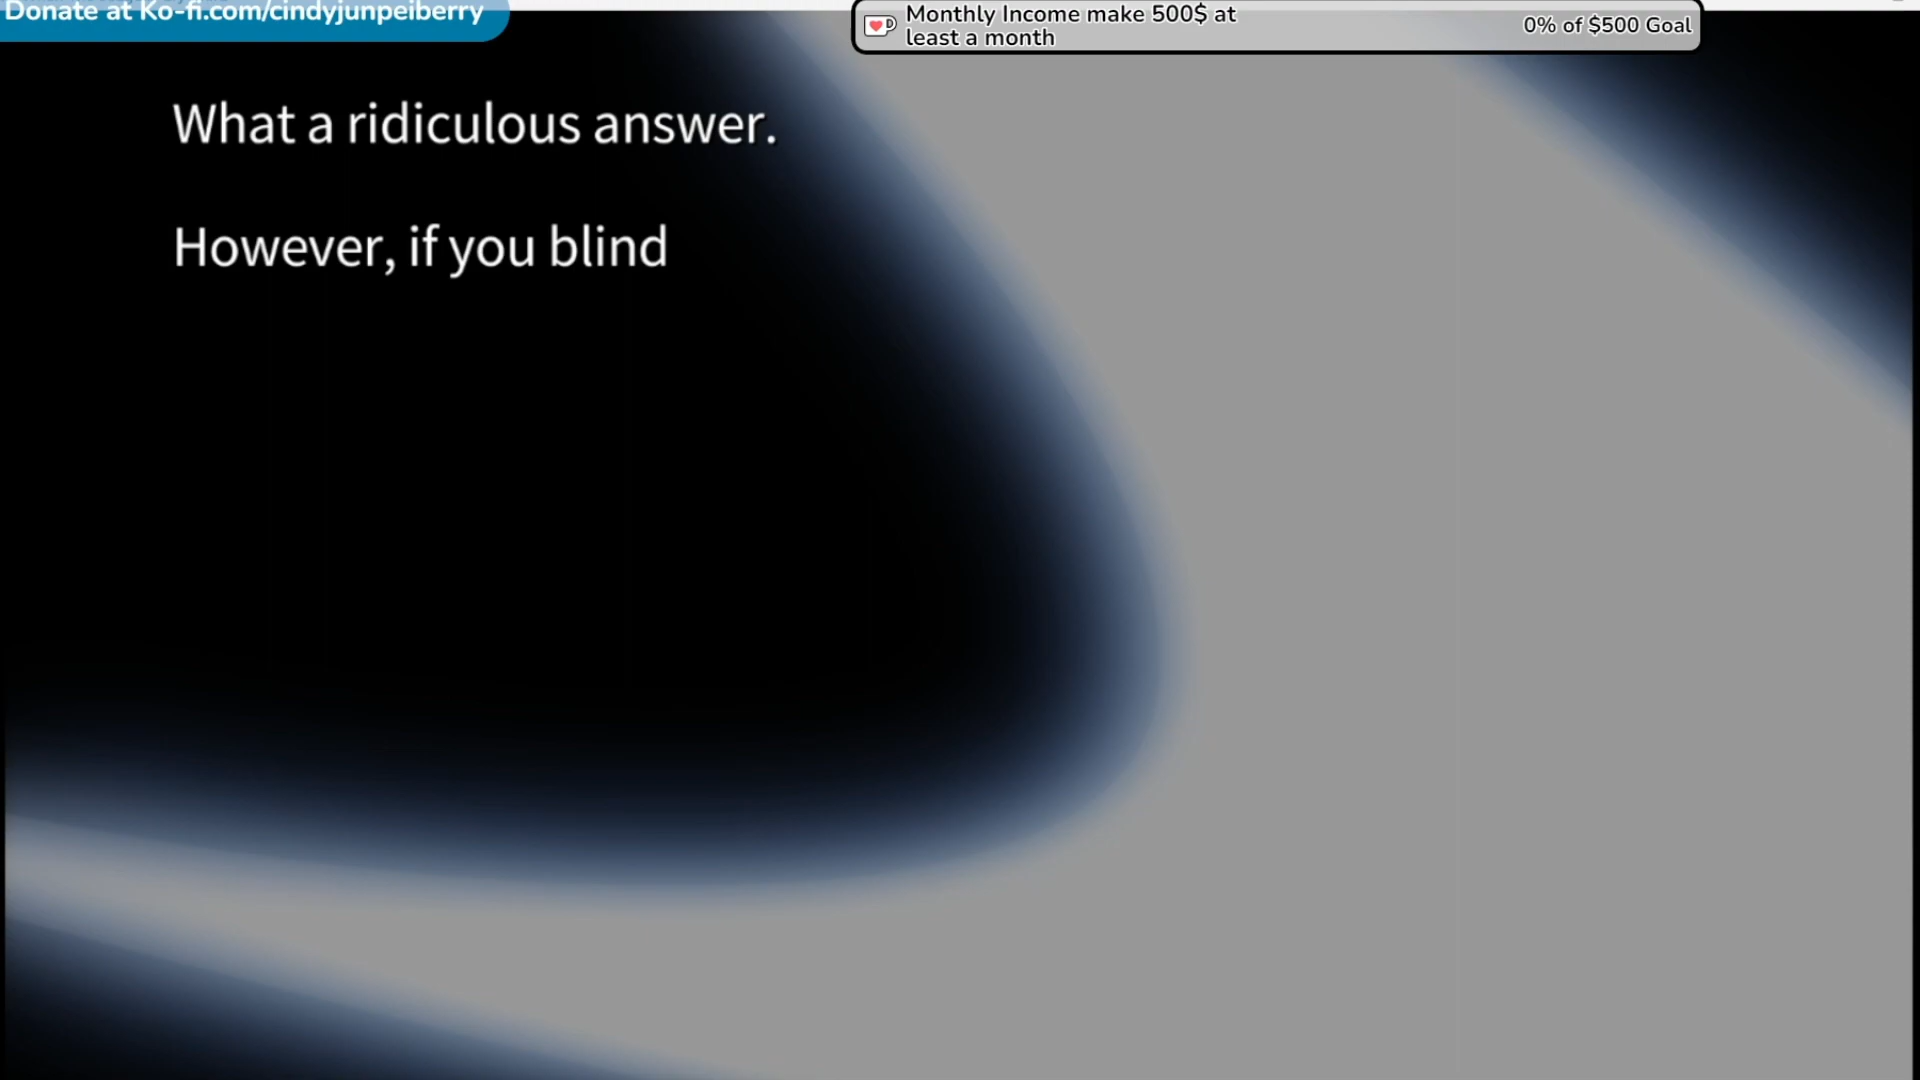 Donate at Ko-fi.com/cindyjunpeiberry
Monthly Income make 500$ at
least a month
0% of $500 Goal
What a ridiculous answer.
However, if you blind